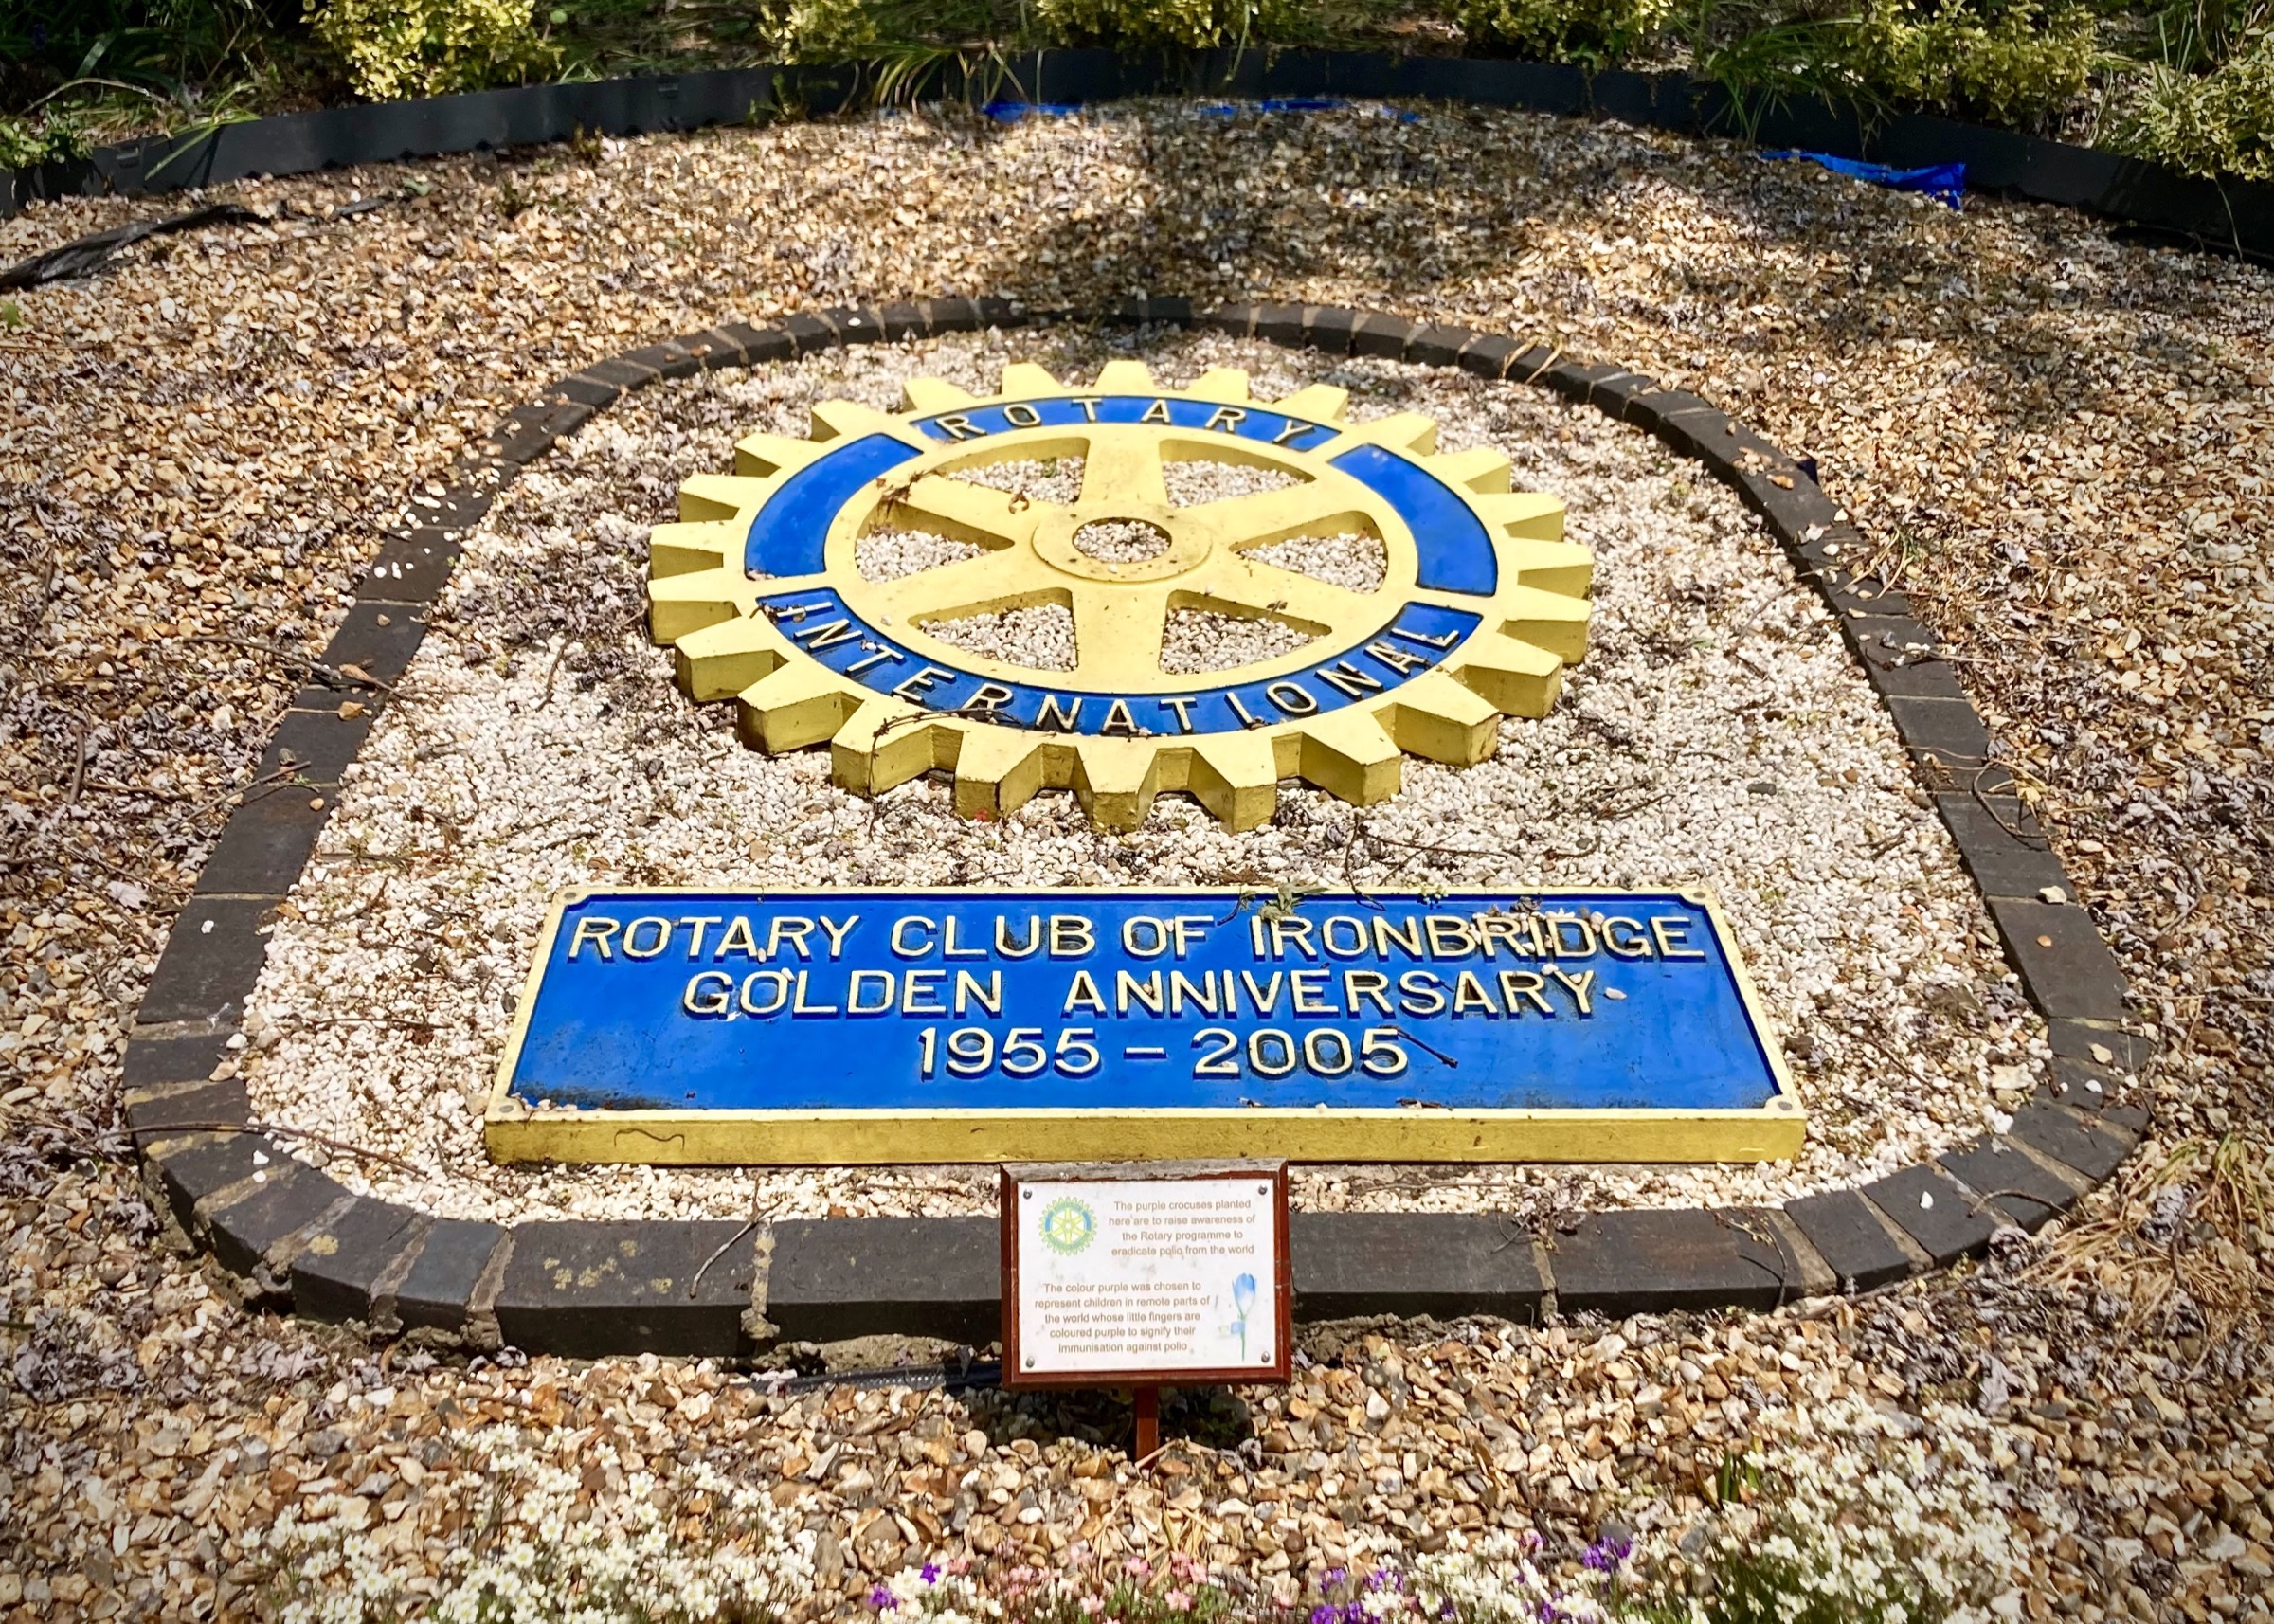 ROTARY
INTERNATIONAL
ROTARY CLUB OF IRONBRIDGE
GOLDEN ANNIVERSARY
1955 – 2005
The purple crocuses planted
here are to raise awareness of
the Rotary programme to
eradicate polio from the world
The colour purple was chosen to
represent children in remote parts of
the world whose little fingers are
coloured purple to signify their
immunisation against polio